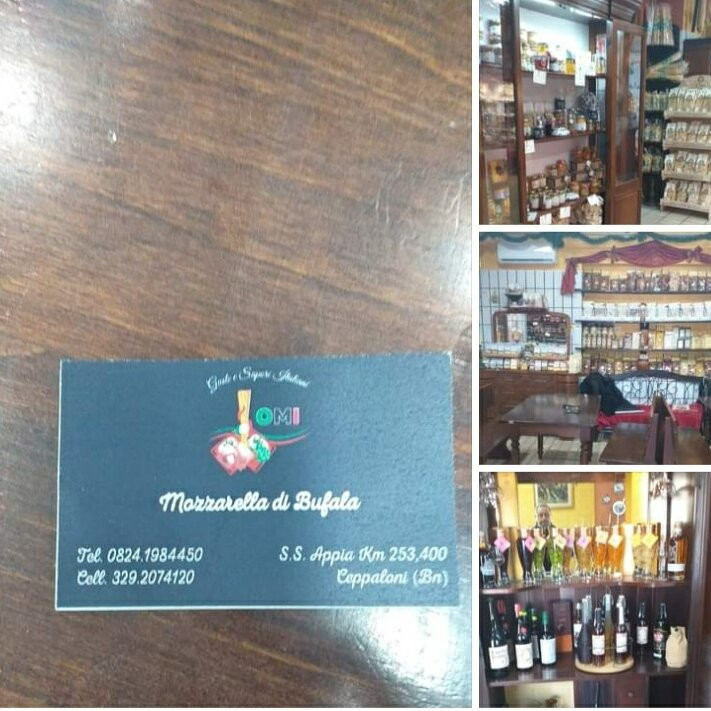 Gusto e Sapori Italiani
OMI
Mozzarella di Bufala
Tel. 0824.1984450
Cell. 329.2074120
S.S. Appia Km 253,400
Ceppaloni (Bn)